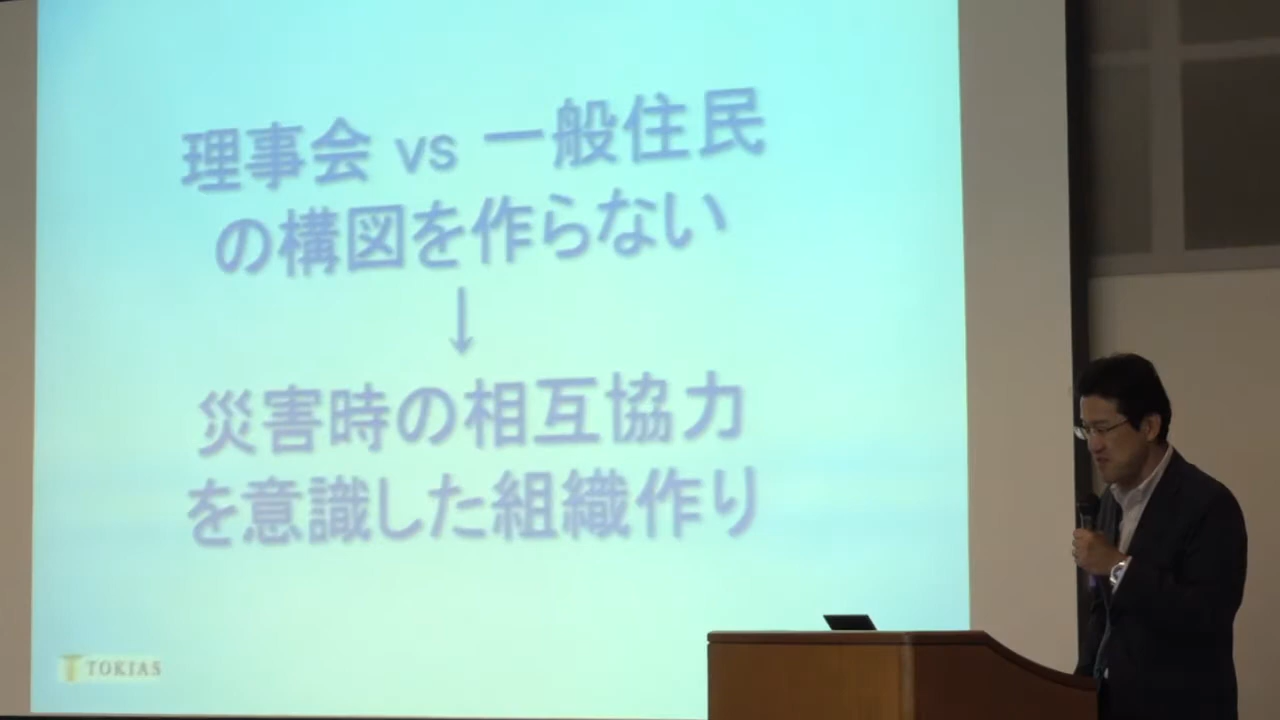 理事会 vs 一般住民
の構図を作らない
↓
災害時の相互協力
を意識した組織作り
TOKIAS